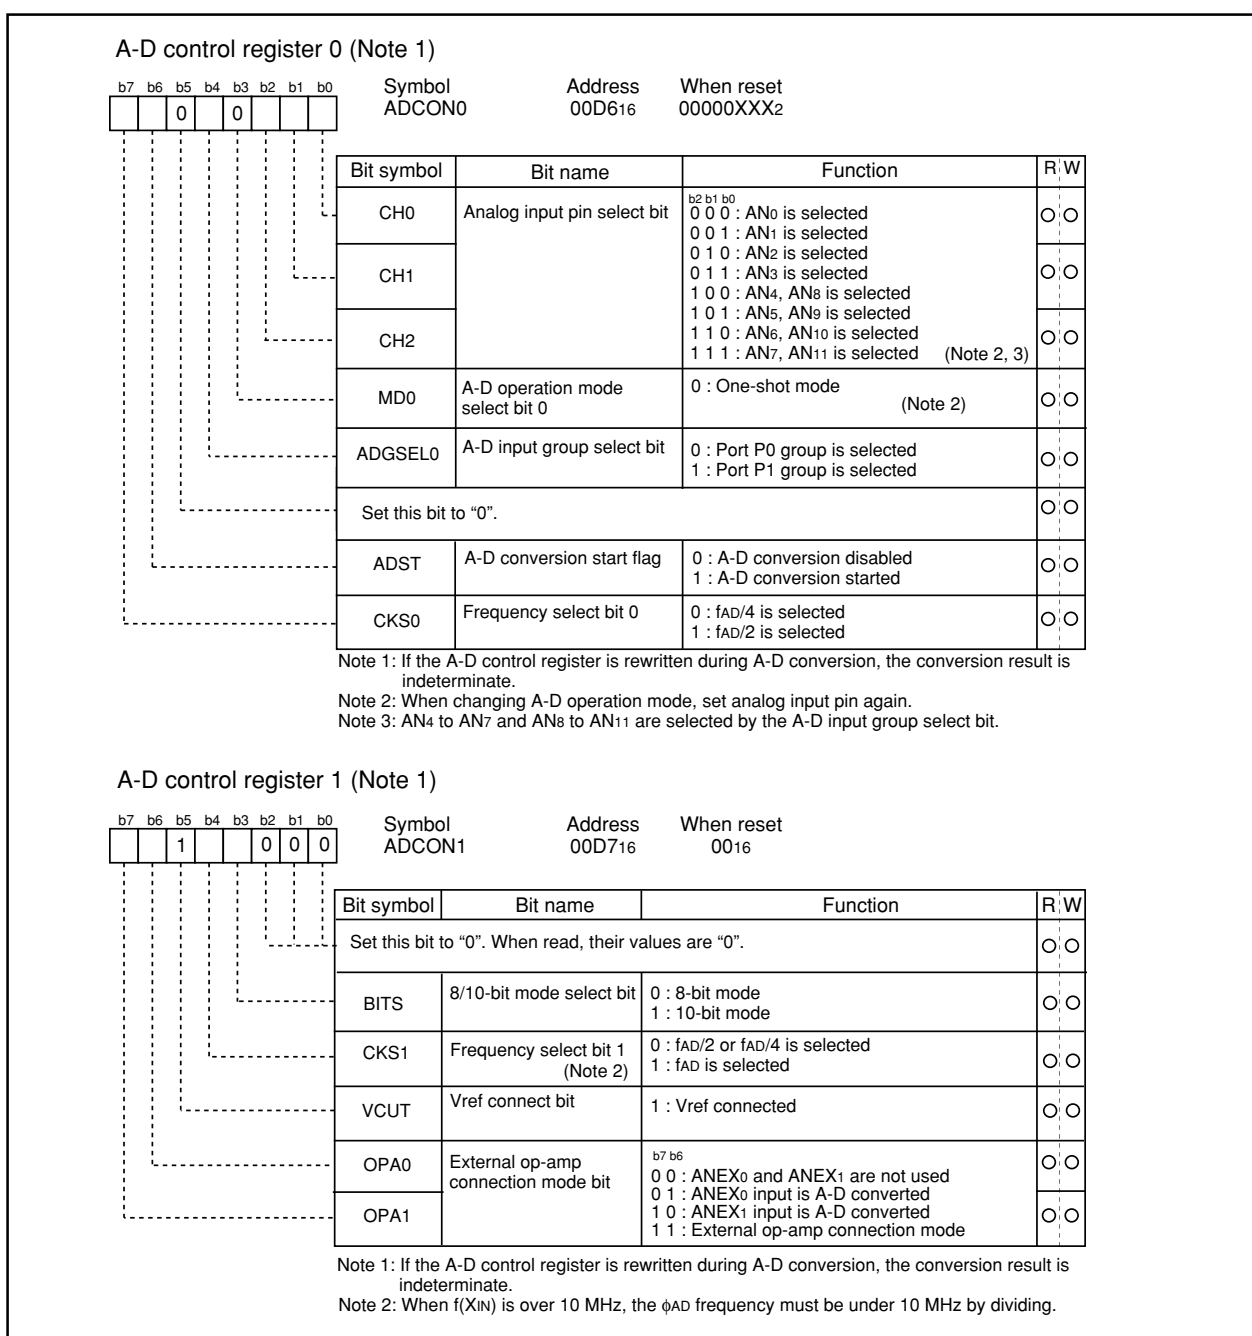 A-D control register 0 (Note 1)
b7 b6 b5 b4 b3 b2 b1 b0
0 0
Symbol Address When reset
ADCON0 00D616 00000XXX2
Bit symbol Bit name Function R W
CH0 Analog input pin select bit
b2 b1 b0
0 0 0 : AN0 is selected
0 0 1 : AN1 is selected
0 1 0 : AN2 is selected
CH1
0 1 1 : AN3 is selected
1 0 0 : AN4, AN8 is selected
1 0 1 : AN5, AN9 is selected
CH2
1 1 0 : AN6, AN10 is selected
1 1 1 : AN7, AN11 is selected (Note 2, 3)
MD0 A-D operation mode
select bit 0
0 : One-shot mode
(Note 2)
ADGSEL0 A-D input group select bit
0 : Port P0 group is selected
1 : Port P1 group is selected
Set this bit to “0”.
ADST A-D conversion start flag
0 : A-D conversion disabled
1 : A-D conversion started
CKS0 Frequency select bit 0
0 : fAD/4 is selected
1 : fAD/2 is selected
Note 1: If the A-D control register is rewritten during A-D conversion, the conversion result is
indeterminate.
Note 2: When changing A-D operation mode, set analog input pin again.
Note 3: AN4 to AN7 and AN8 to AN11 are selected by the A-D input group select bit.
A-D control register 1 (Note 1)
b7 b6 b5 b4 b3 b2 b1 b0
1 0 0 0
Symbol Address When reset
ADCON1 00D716 0016
Bit symbol Bit name Function R W
Set this bit to “0”. When read, their values are “0”.
BITS 8/10-bit mode select bit
0 : 8-bit mode
1 : 10-bit mode
CKS1 Frequency select bit 1
(Note 2)
0 : fAD/2 or fAD/4 is selected
1 : fAD is selected
VCUT Vref connect bit 1 : Vref connected
OPA0 External op-amp
connection mode bit
b7 b6
0 0 : ANEX0 and ANEX1 are not used
0 1 : ANEX0 input is A-D converted
OPA1
1 0 : ANEX1 input is A-D converted
1 1 : External op-amp connection mode
Note 1: If the A-D control register is rewritten during A-D conversion, the conversion result is
indeterminate.
Note 2: When f(XIN) is over 10 MHz, the ϕAD frequency must be under 10 MHz by dividing.